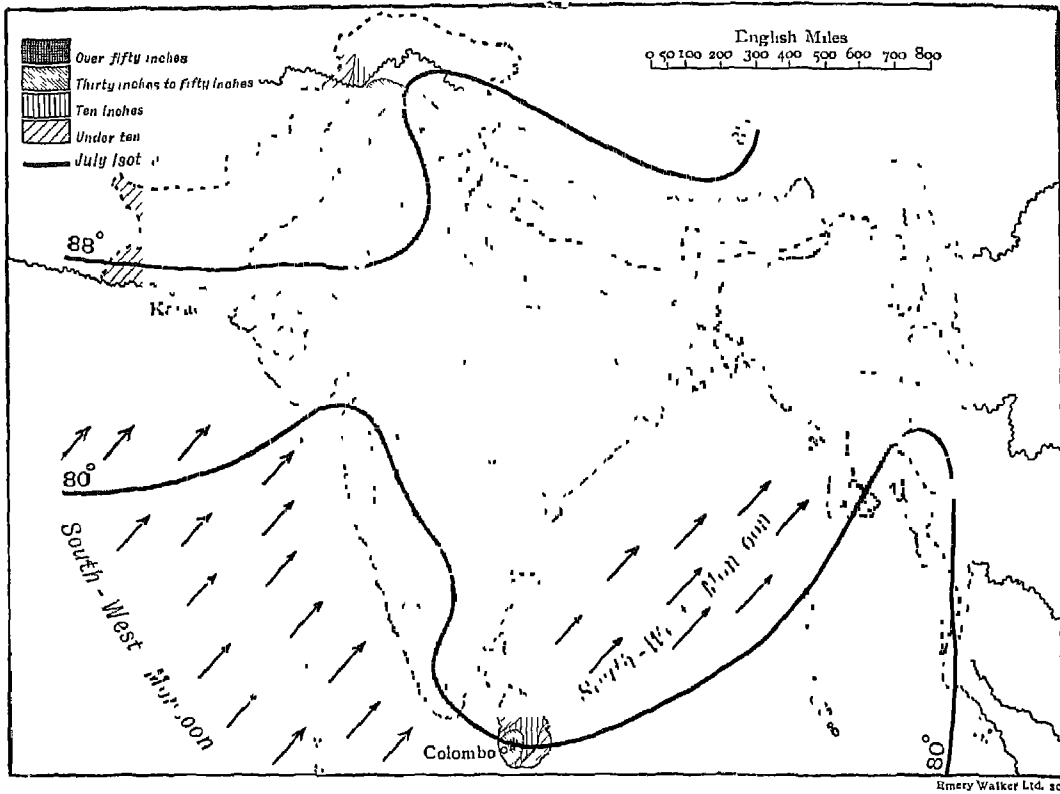 English Miles
0 50 100 200 300 400 500 600 700 800
Over fifty inches
Thirty inches to fifty inches
Ten inches
Under ten
July Isot
88°
80°
South-West
Colombo
80°
Emery Walker Ltd.